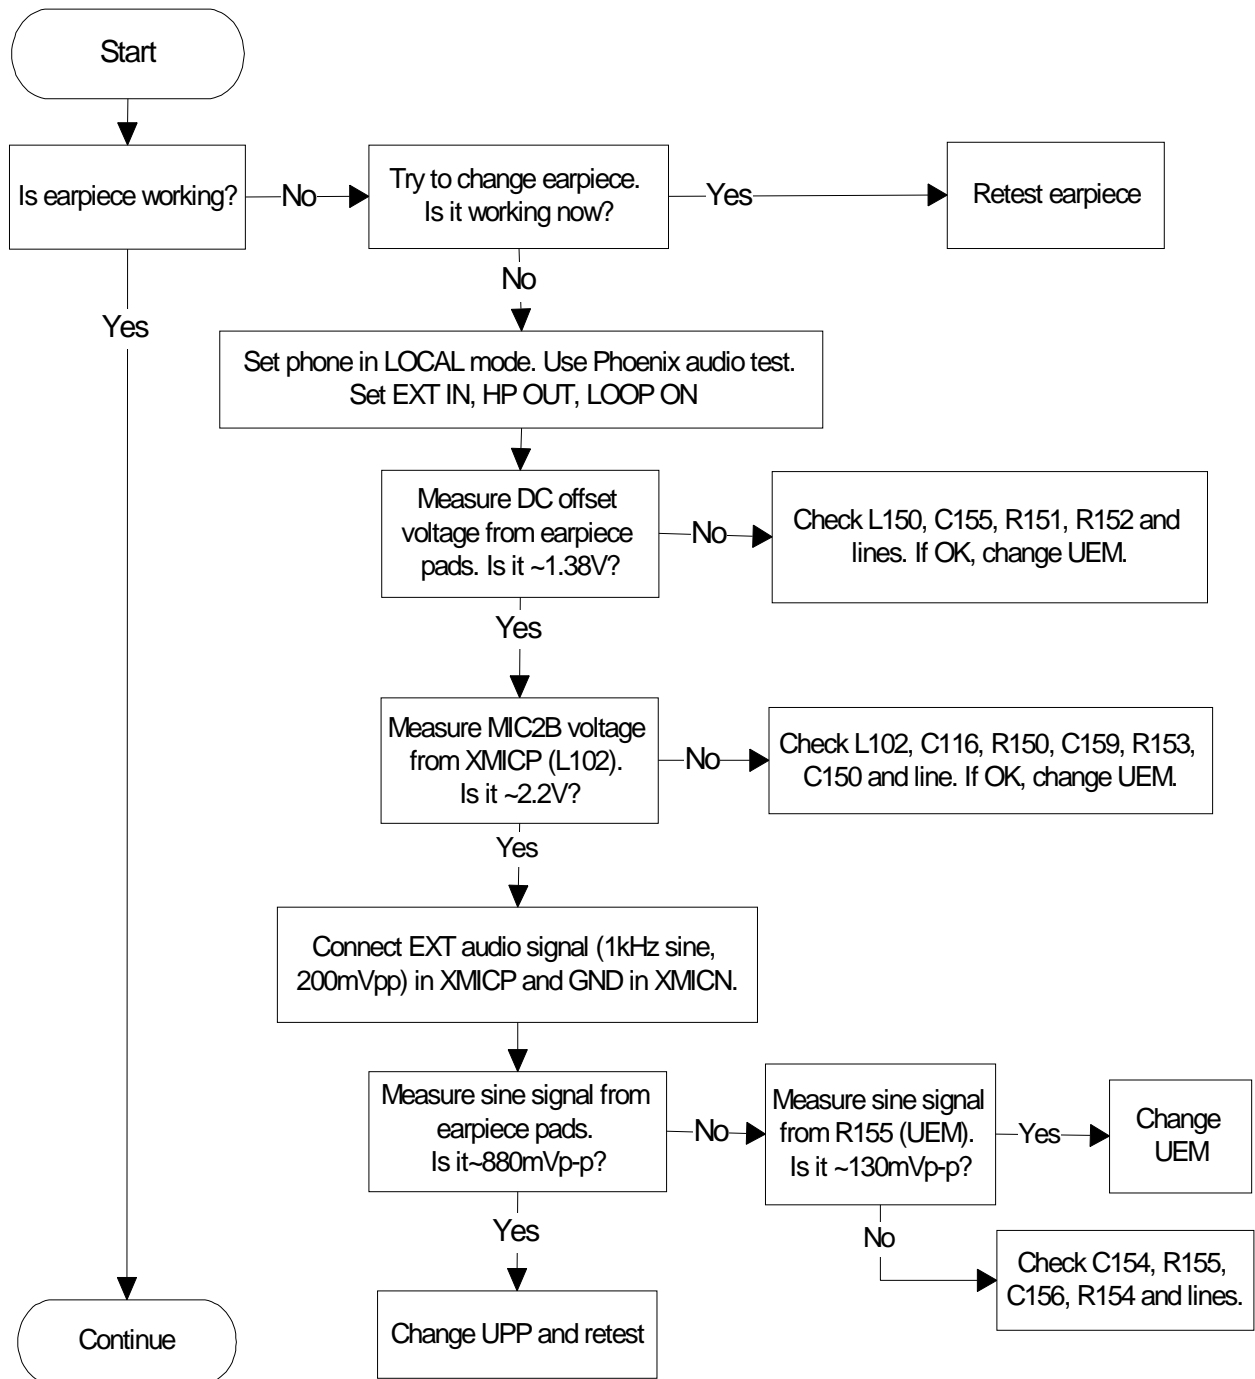 Start
Is earpiece working?
No
Try to change earpiece.
Is it working now?
Yes
Retest earpiece
No
Yes
Set phone in LOCAL mode. Use Phoenix audio test.
Set EXT IN, HP OUT, LOOP ON
Measure DC offset
voltage from earpiece
pads. Is it ~1.38V?
No
Check L150, C155, R151, R152 and
lines. If OK, change UEM.
Yes
Measure MIC2B voltage
from XMICP (L102).
Is it ~2.2V?
No
Check L102, C116, R150, C159, R153,
C150 and line. If OK, change UEM.
Yes
Connect EXT audio signal (1kHz sine,
200mVpp) in XMICP and GND in XMICN.
Measure sine signal from
earpiece pads.
Is it~880mVp-p?
No
Measure sine signal
from R155 (UEM).
Is it ~130mVp-p?
Yes
Change
UEM
Yes
No
Check C154, R155,
C156, R154 and lines.
Continue
Change UPP and retest